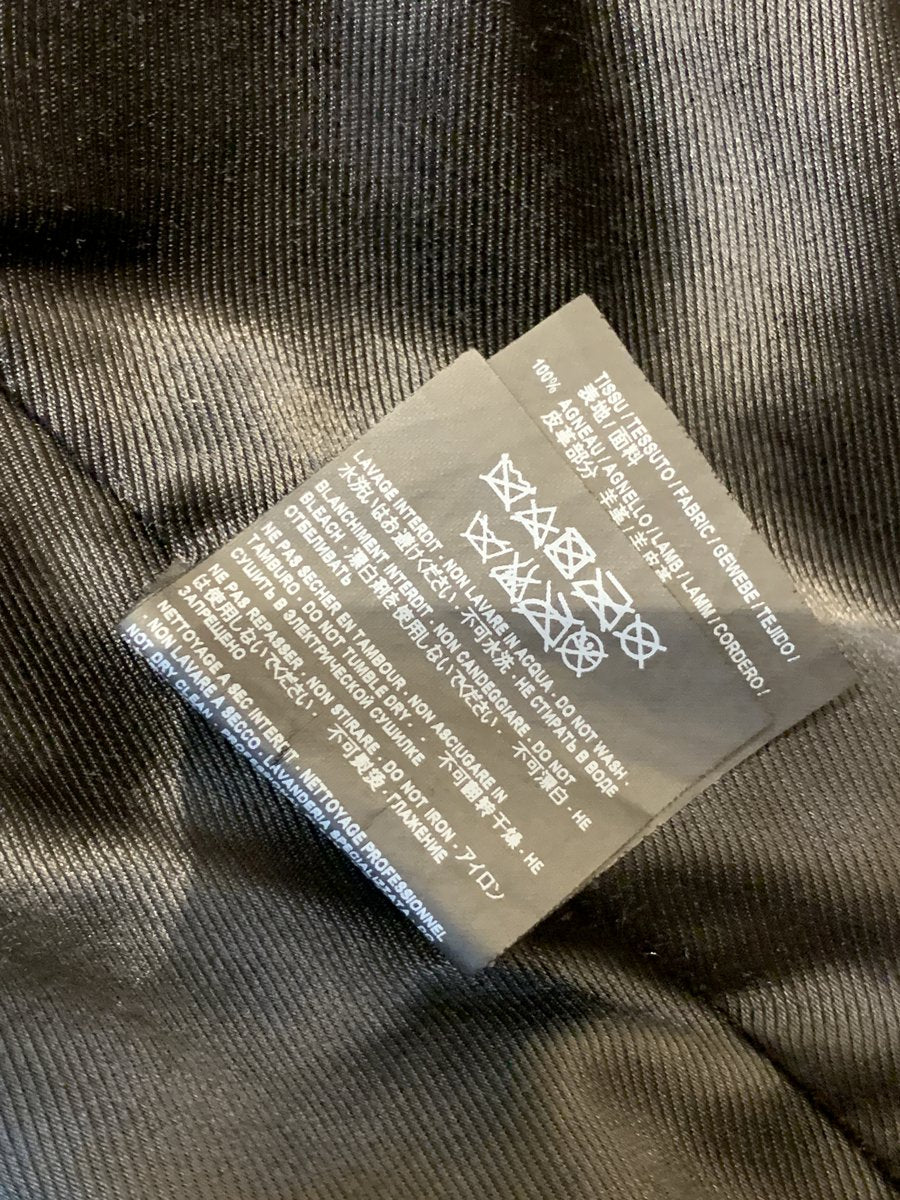 TISSU / TESSUTO / FABRIC / GEWEBE / TEJIDO /
表地 / 面料
100% AGNEAU / AGNELLO / LAMB / LAMM / CORDERO /
皮革部分 羊革 / 羊皮革
LAVAGE INTERDIT . NON LAVARE IN ACQUA . DO NOT WASH .
水洗いはお避けください . 不可水洗 . НЕ СТИРАТЬ В ВОДЕ
BLANCHIMENT INTERDIT . NON CANDEGGIARE . DO NOT
BLEACH . 漂白剤を使用しないでください . 不可漂白 . НЕ
ОТБЕЛИВАТЬ
NE PAS SECHER EN TAMBOUR . NON ASCIUGARE IN
TAMBURO . DO NOT TUMBLE DRY . 不可翻轉干燥 . НЕ
СУШИТЬ В ЭЛЕКТРИЧЕСКОЙ СУШИЛКЕ
NE PAS REPASER . NON STIRARE . DO NOT IRON . アイロン
は使用しないでください . 不可熨燙 . ГЛАЖЕНИЕ
ЗАПРЕЩЕНО
NETTOYAGE A SEC INTERDIT . NETTOYAGE PROFESSIONNEL
. NON LAVARE A SECCO . LAVANDERIA SPECIALIZZATA .
NOT DRY CLEAN .